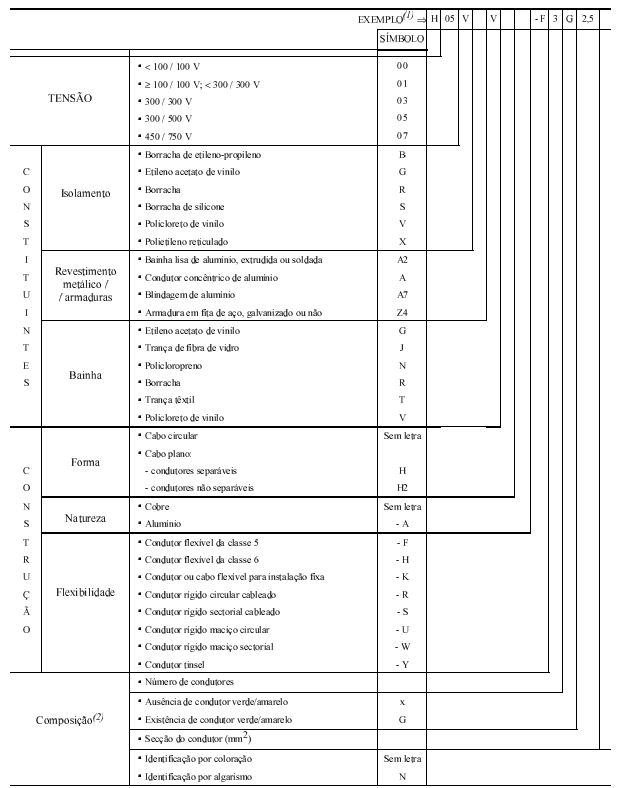 EXEMPLO(1) ⇒ H 05 V V -F 3 G 2,5
SÍMBOLO
TENSÃO
▪ < 100 / 100 V 00
▪ ≥ 100 / 100 V; < 300 / 300 V 01
▪ 300 / 300 V 03
▪ 300 / 500 V 05
▪ 450 / 750 V 07
CONSTITUINTES
Isolamento
▪ Borracha de etileno-propileno B
▪ Etileno acetato de vinilo G
▪ Borracha R
▪ Borracha de silicone S
▪ Policloreto de vinilo V
▪ Polietileno reticulado X
Revestimento
metálico /
/ armaduras
▪ Bainha lisa de alumínio, extrudida ou soldada A2
▪ Condutor concêntrico de alumínio A
▪ Blindagem de alumínio A7
▪ Armadura em fita de aço, galvanizado ou não Z4
Bainha
▪ Etileno acetato de vinilo G
▪ Trança de fibra de vidro J
▪ Policloropreno N
▪ Borracha R
▪ Trança têxtil T
▪ Policloreto de vinilo V
CONSTRUÇÃO
Forma
▪ Cabo circular Sem letra
▪ Cabo plano:
- condutores separáveis H
- condutores não separáveis H2
Natureza
▪ Cobre Sem letra
▪ Alumínio - A
Flexibilidade
▪ Condutor flexível da classe 5 - F
▪ Condutor flexível da classe 6 - H
▪ Condutor ou cabo flexível para instalação fixa - K
▪ Condutor rígido circular cableado - R
▪ Condutor rígido sectorial cableado - S
▪ Condutor rígido maciço circular - U
▪ Condutor rígido maciço sectorial - W
▪ Condutor tinsel - Y
Composição(2)
▪ Número de condutores
▪ Ausência de condutor verde/amarelo x
▪ Existência de condutor verde/amarelo G
▪ Secção do condutor (mm2)
▪ Identificação por coloração Sem letra
▪ Identificação por algarismo N